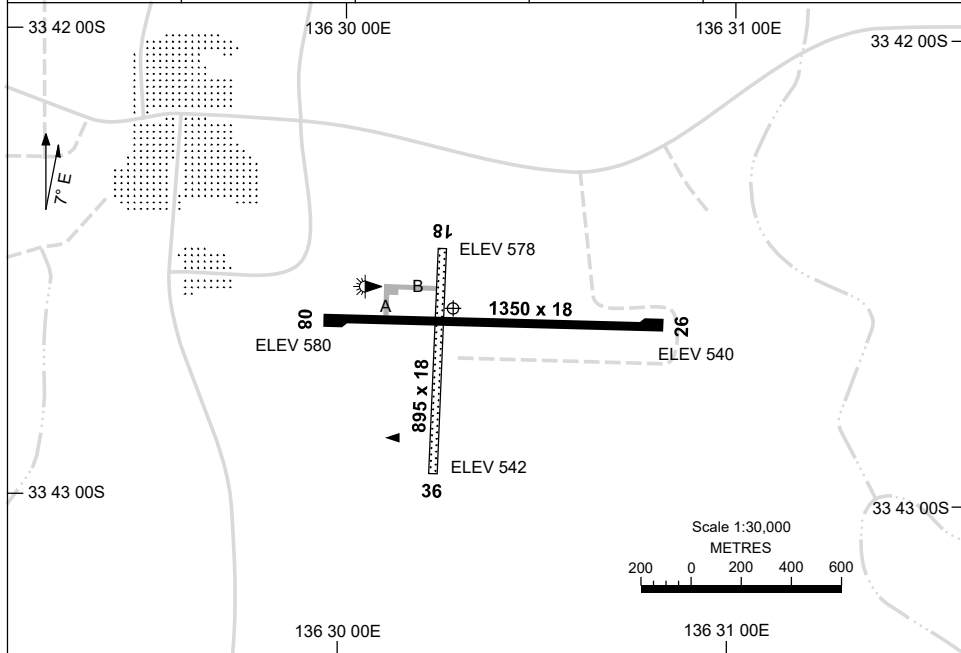 33 42 00S
136 30 00E
136 31 00E
33 42 00S
7° E
18
ELEV 578
B
A
1350 x 18
08
26
ELEV 580
ELEV 540
895 x 18
ELEV 542
36
33 43 00S
33 43 00S
Scale 1:30,000
METRES
200 0 200 400 600
136 30 00E
136 31 00E